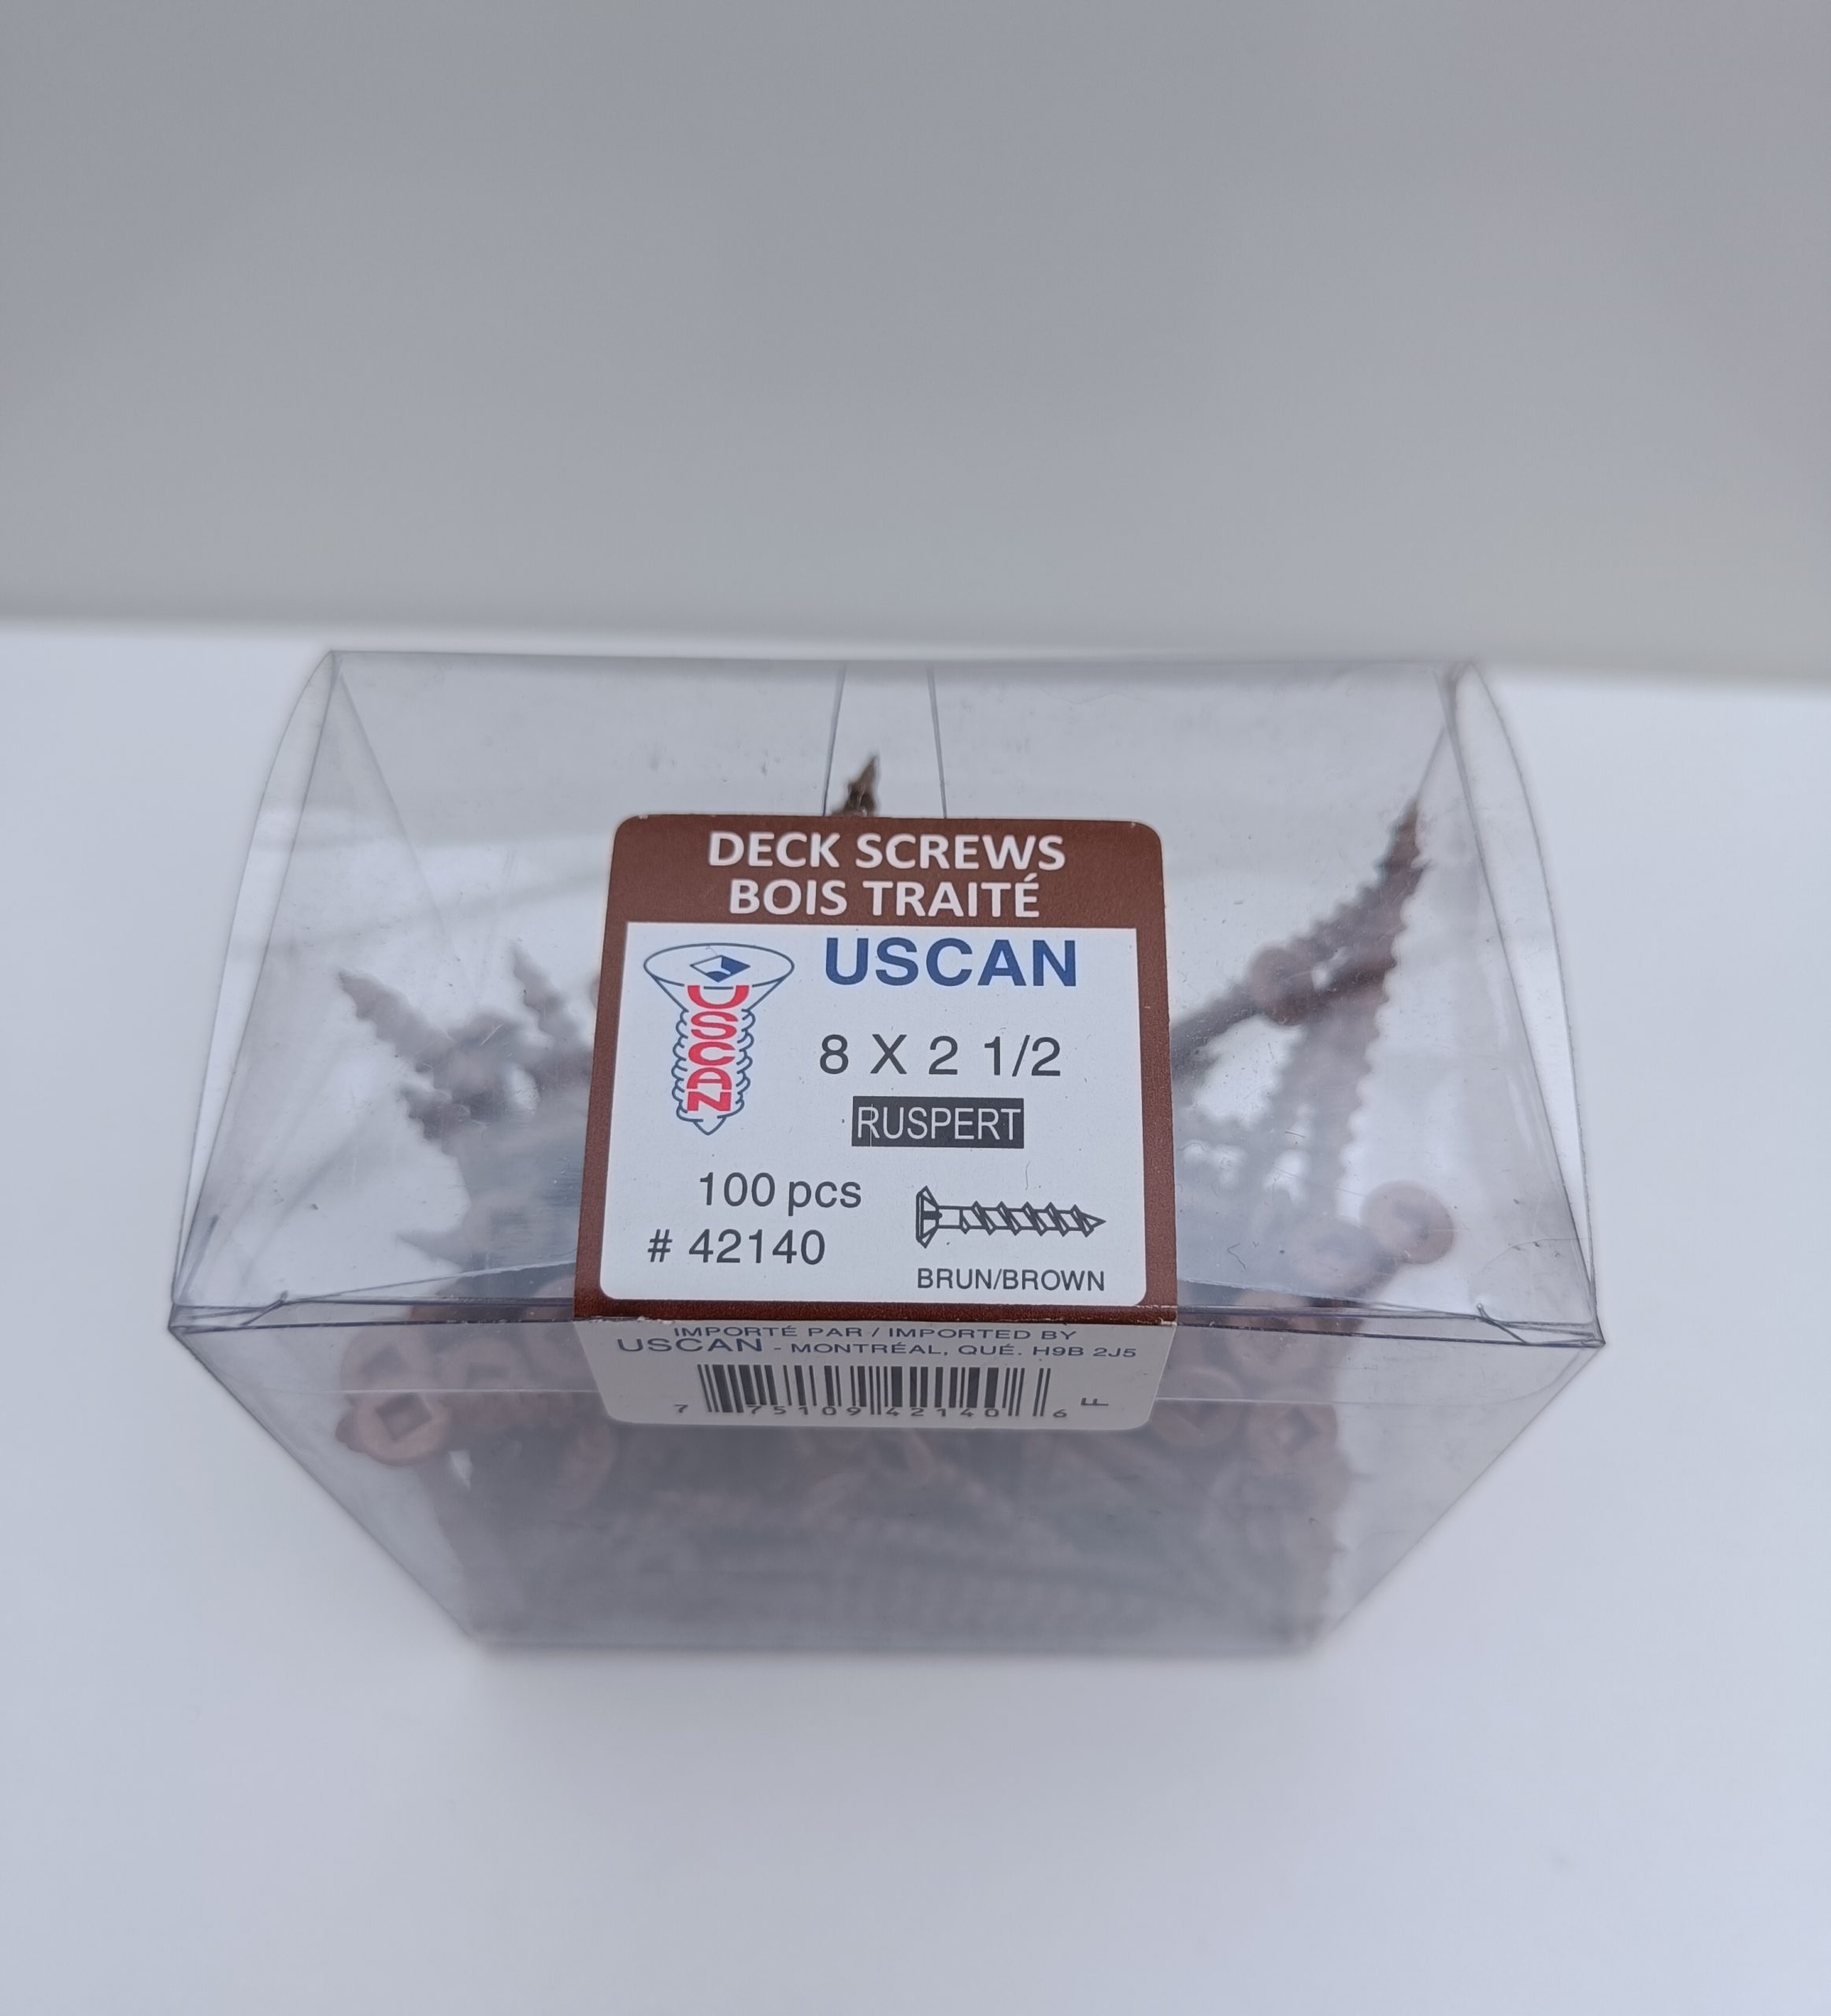 DECK SCREWS
BOIS TRAITÉ
USCAN
USCAN
8 X 2 1/2
RUSPERT
100 pcs
# 42140
BRUN/BROWN
IMPORTÉ PAR / IMPORTED BY
USCAN - MONTRÉAL, QUÉ. H9B 2J5
7 75109 42140 6
F